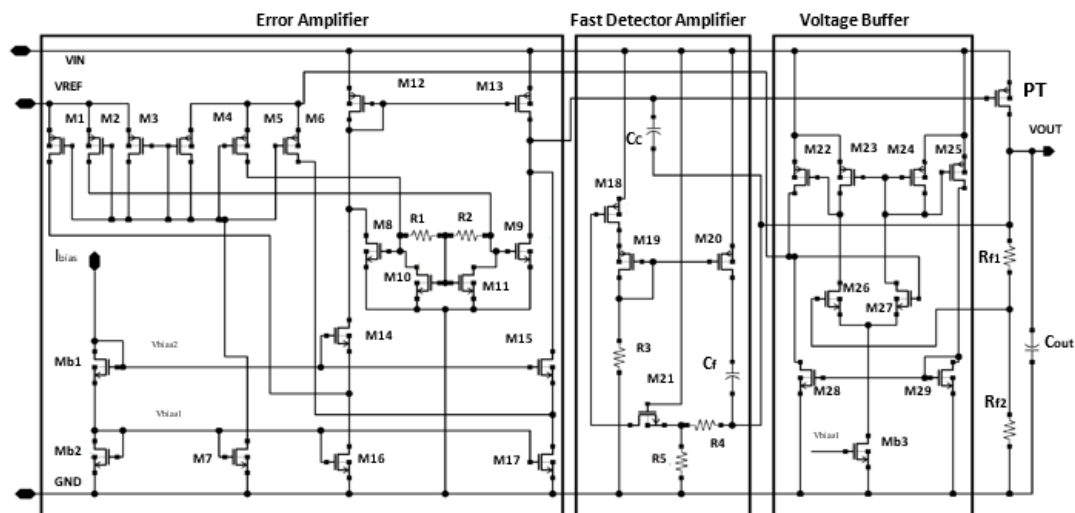 Error Amplifier
Fast Detector Amplifier
Voltage Buffer
VIN
VREF
M1
M2
M3
M4
M5
M6
M12
M13
PT
VOUT
Cc
M22
M23
M24
M25
M18
M8
R1
R2
M9
M19
M20
Ibias
M10
M11
Rf1
M26
M27
M14
M15
Vbias2
Mb1
R3
Cf
Cout
M21
M28
M29
Rf2
Vbias1
R4
Vbias1
Mb2
M7
M16
M17
R5
Mb3
GND